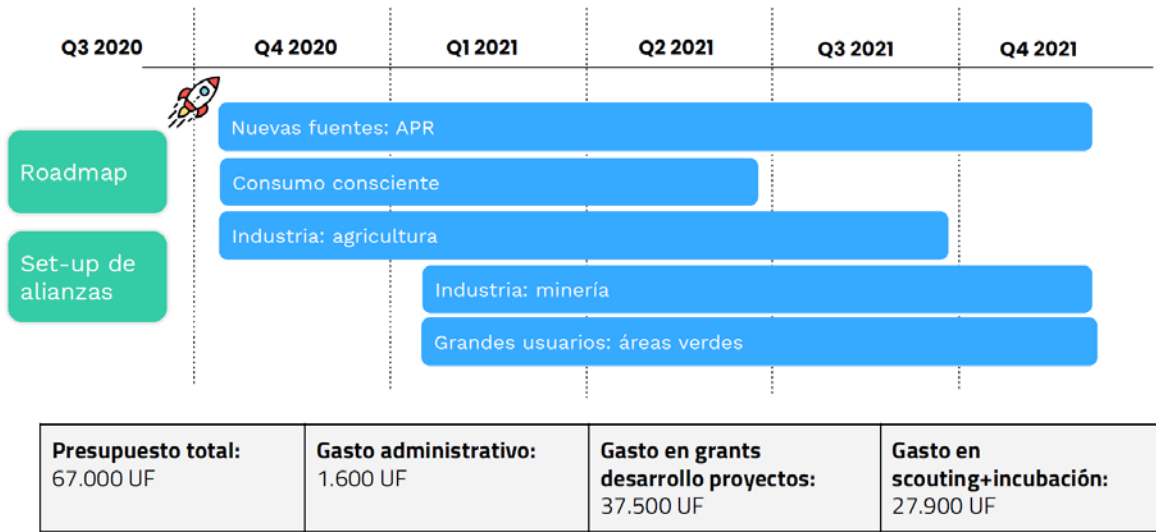 Q3 2020 Q4 2020 Q1 2021 Q2 2021 Q3 2021 Q4 2021
Nuevas fuentes: APR
Roadmap
Consumo consciente
Industria: agricultura
Set-up de
alianzas
Industria: minería
Grandes usuarios: áreas verdes
Presupuesto total:
67.000 UF
Gasto administrativo:
1.600 UF
Gasto en grants
desarrollo proyectos:
37.500 UF
Gasto en
scouting+incubación:
27.900 UF